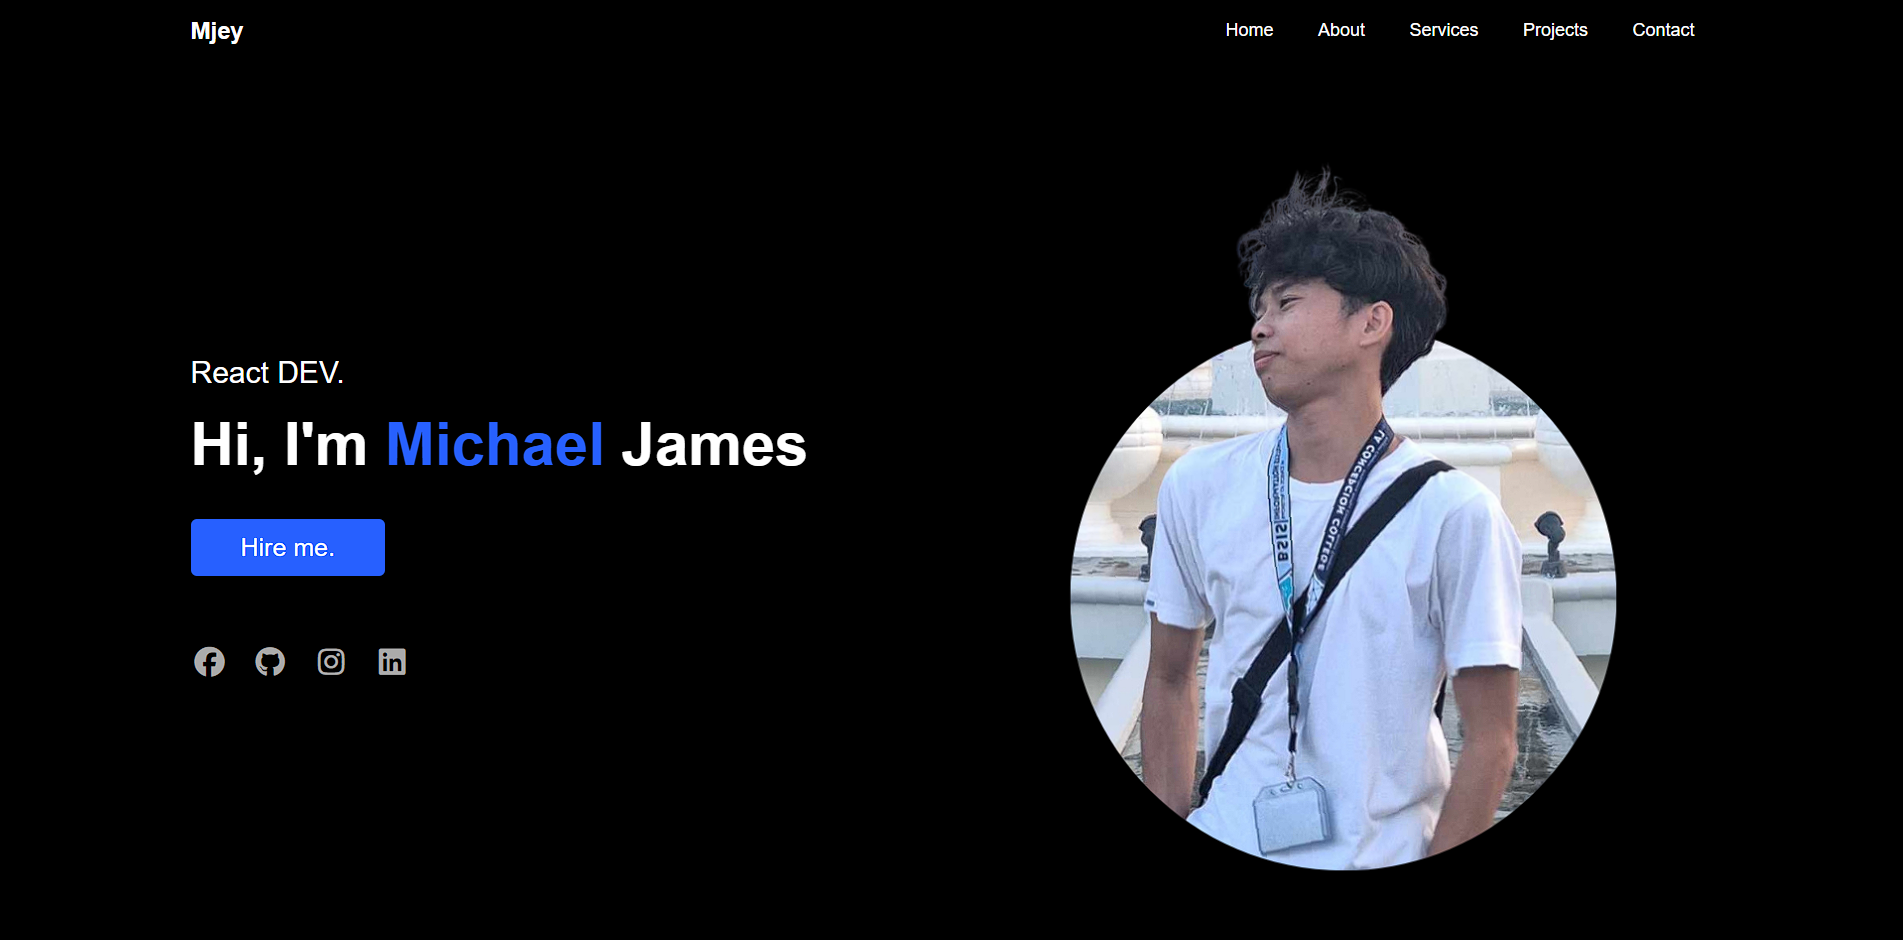 Mjey
Home About Services Projects Contact
React DEV.
Hi, I'm Michael James
Hire me.
LA CONCEPCION COLLEGE
BSIS